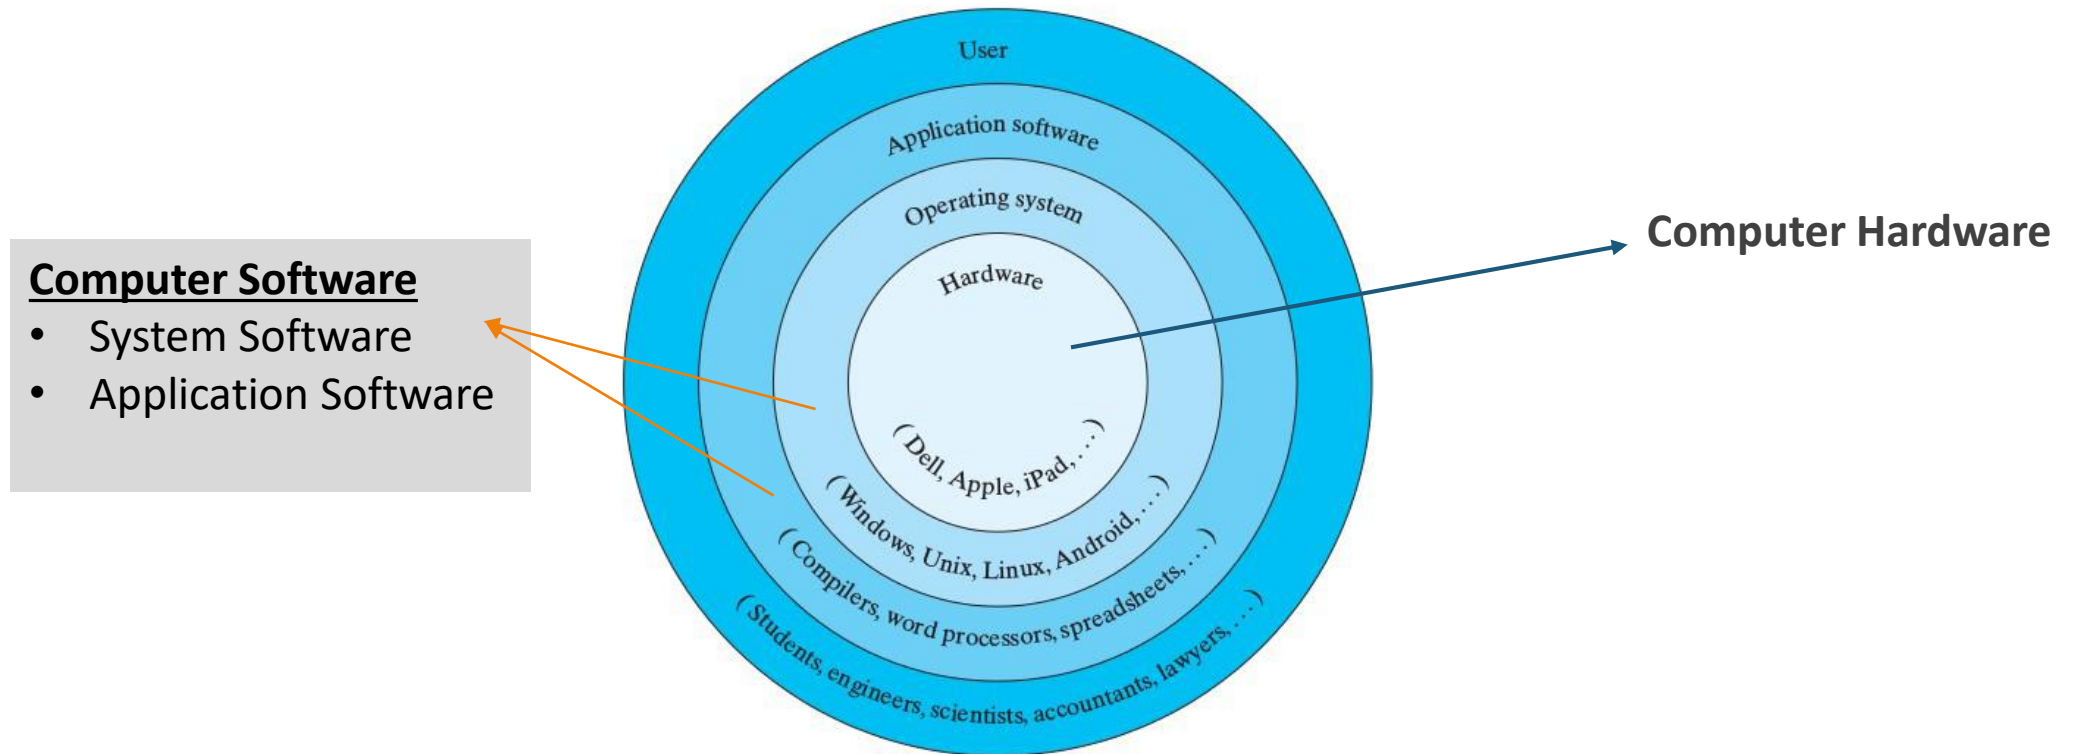 User
Application software
Operating system
Hardware
(Dell, Apple, iPad, . . .)
(Windows, Unix, Linux, Android, . . .)
(Compilers, word processors, spreadsheets, . . .)
(Students, engineers, scientists, accountants, lawyers, . . .)
Computer Software
• System Software
• Application Software
Computer Hardware